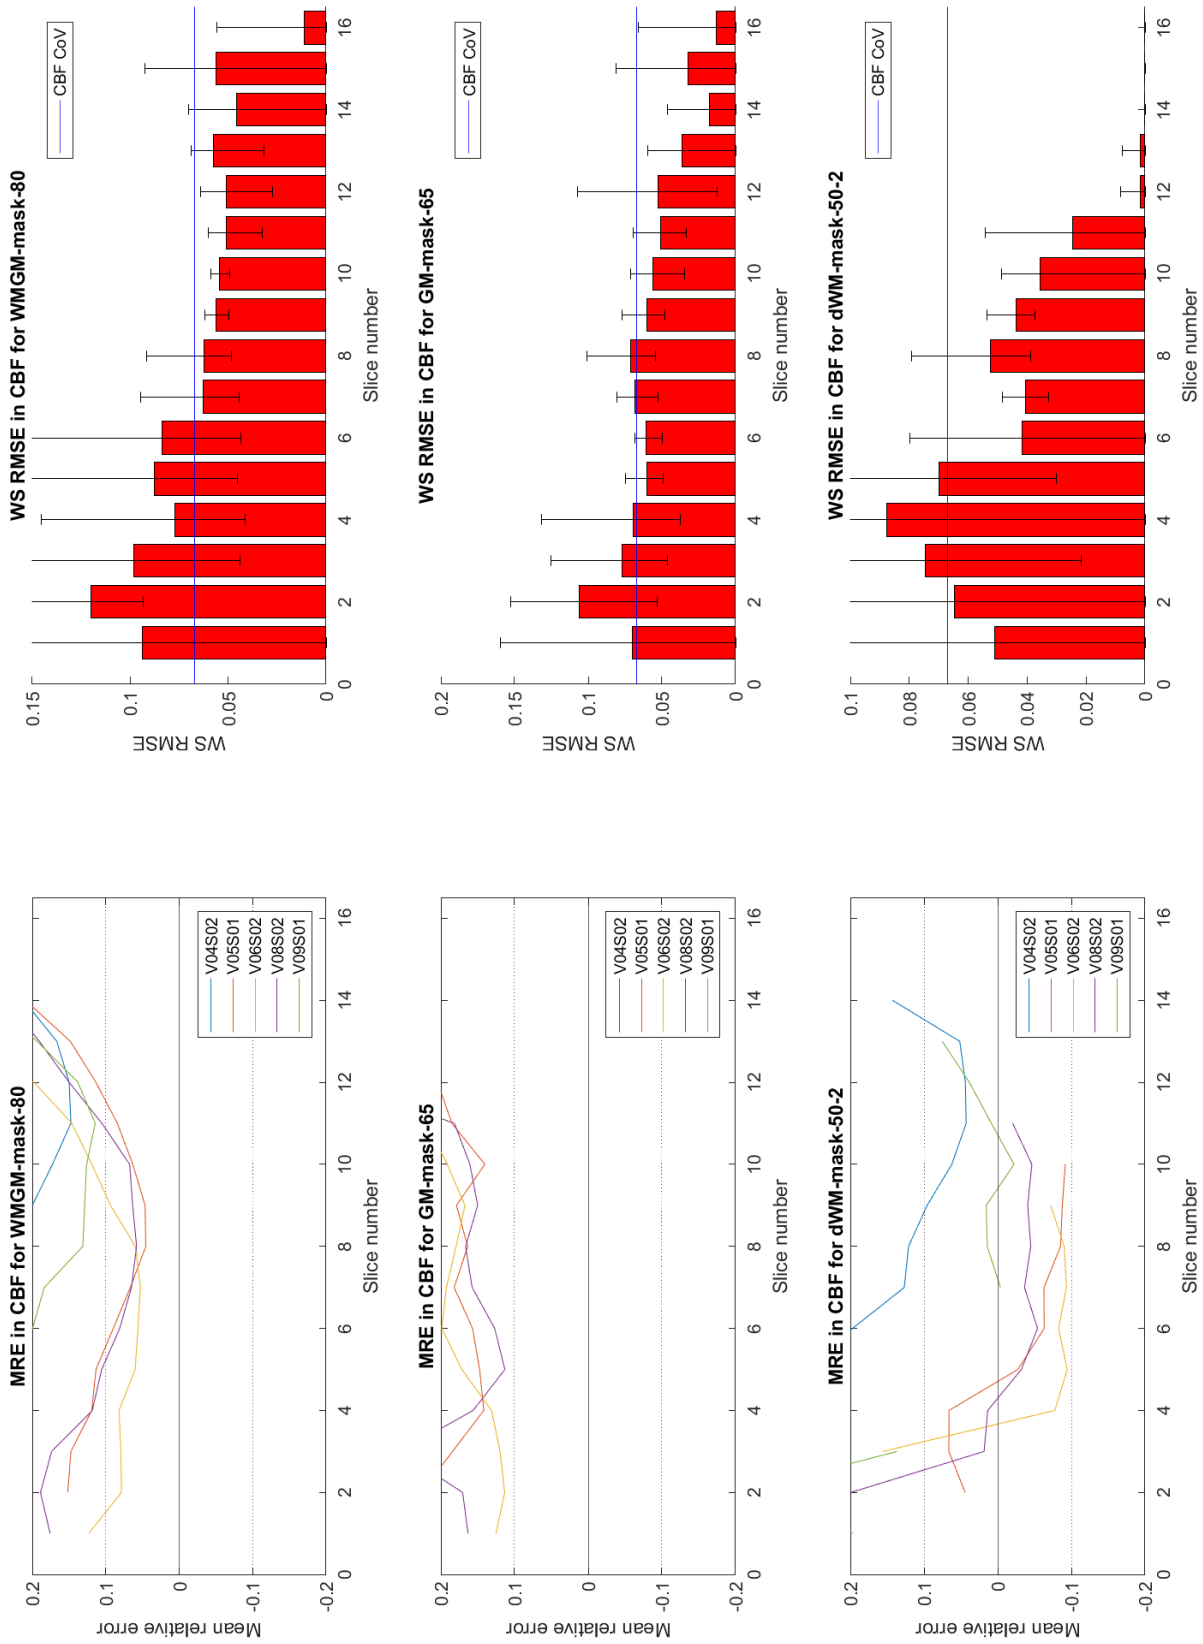 MRE in CBF for WMGM-mask-80
Mean relative error
0.2
0.1
0
-0.1
-0.2
0 2 4 6 8 10 12 14 16
Slice number
V04S02
V05S01
V06S02
V08S02
V09S01
WS RMSE in CBF for WMGM-mask-80
WS RMSE
0.15
0.1
0.05
0
0 2 4 6 8 10 12 14 16
Slice number
CBF CoV
MRE in CBF for GM-mask-65
Mean relative error
0.2
0.1
0
-0.1
-0.2
0 2 4 6 8 10 12 14 16
Slice number
V04S02
V05S01
V06S02
V08S02
V09S01
WS RMSE in CBF for GM-mask-65
WS RMSE
0.2
0.15
0.1
0.05
0
0 2 4 6 8 10 12 14 16
Slice number
CBF CoV
MRE in CBF for dWM-mask-50-2
Mean relative error
0.2
0.1
0
-0.1
-0.2
0 2 4 6 8 10 12 14 16
Slice number
V04S02
V05S01
V06S02
V08S02
V09S01
WS RMSE in CBF for dWM-mask-50-2
WS RMSE
0.1
0.08
0.06
0.04
0.02
0
0 2 4 6 8 10 12 14 16
Slice number
CBF CoV